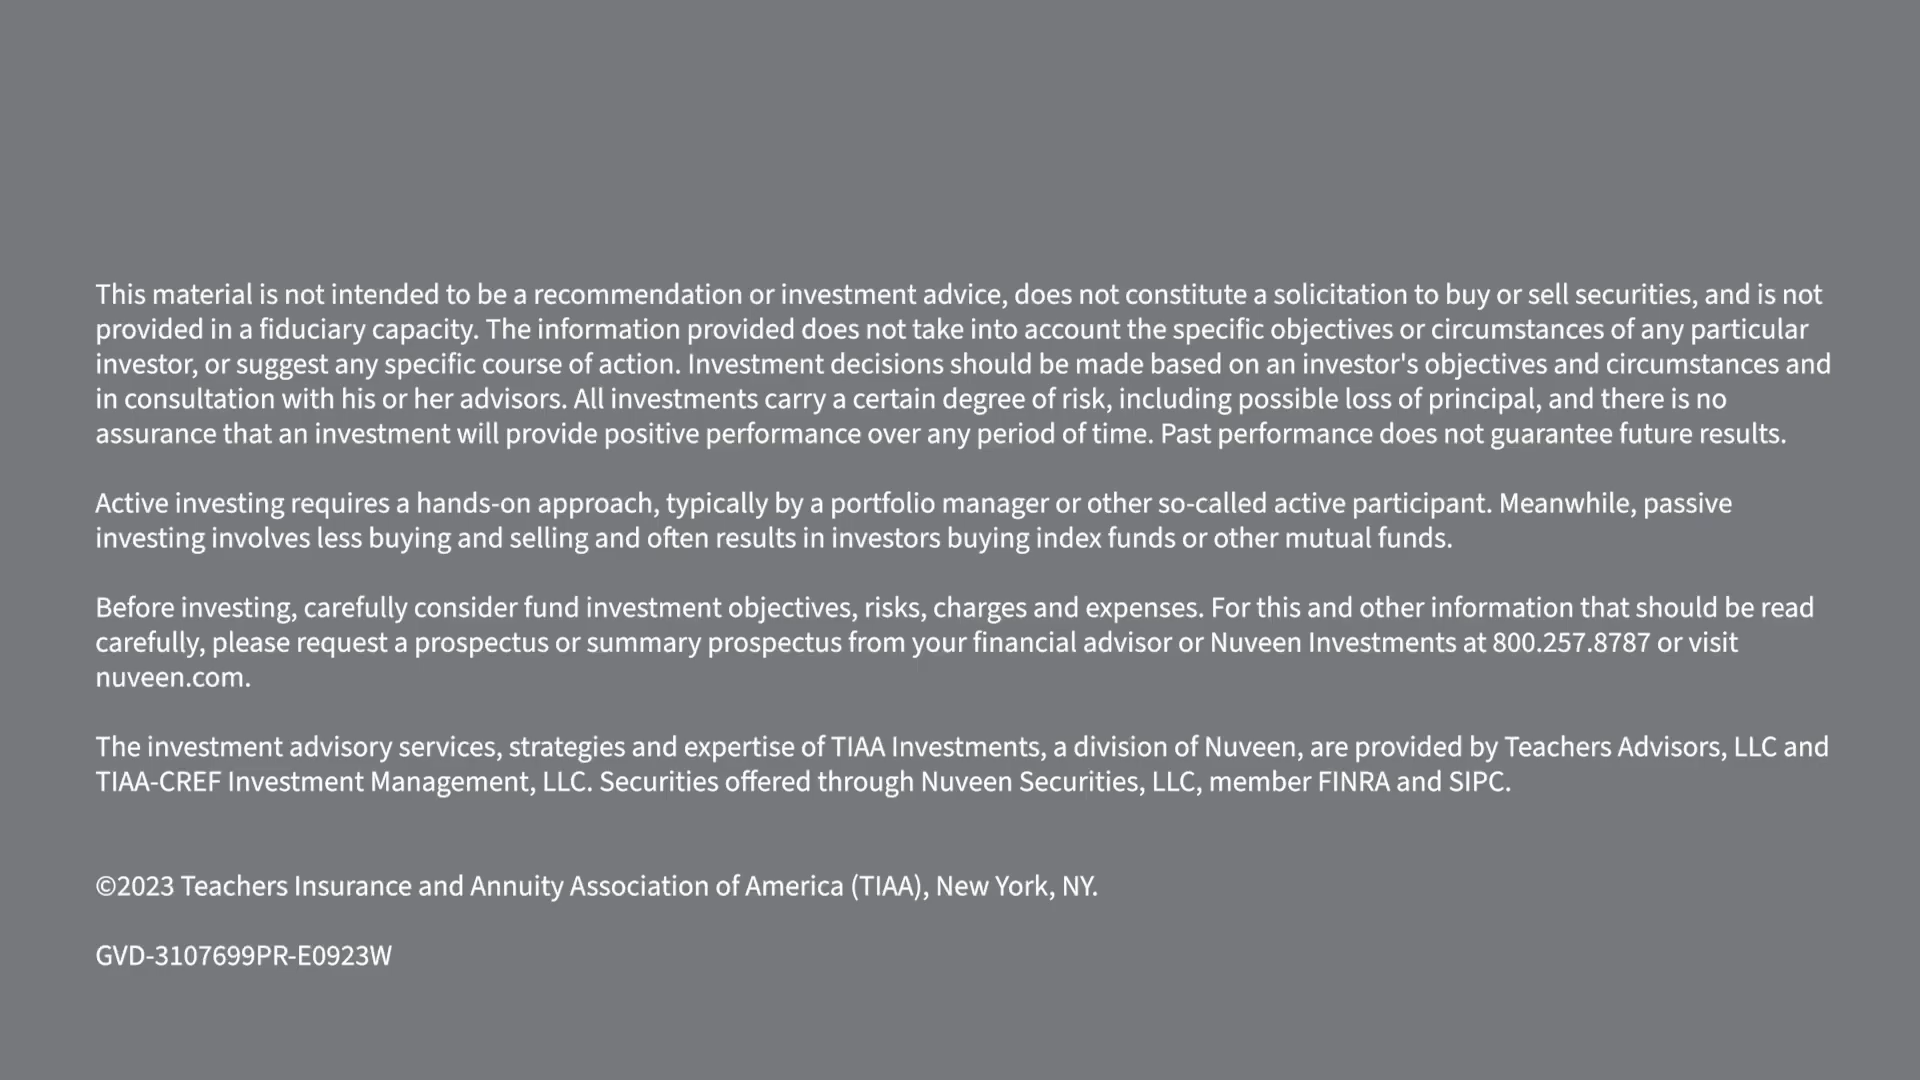 This material is not intended to be a recommendation or investment advice, does not constitute a solicitation to buy or sell securities, and is not
provided in a fiduciary capacity. The information provided does not take into account the specific objectives or circumstances of any particular
investor, or suggest any specific course of action. Investment decisions should be made based on an investor's objectives and circumstances and
in consultation with his or her advisors. All investments carry a certain degree of risk, including possible loss of principal, and there is no
assurance that an investment will provide positive performance over any period of time. Past performance does not guarantee future results.
Active investing requires a hands-on approach, typically by a portfolio manager or other so-called active participant. Meanwhile, passive
investing involves less buying and selling and often results in investors buying index funds or other mutual funds.
Before investing, carefully consider fund investment objectives, risks, charges and expenses. For this and other information that should be read
carefully, please request a prospectus or summary prospectus from your financial advisor or Nuveen Investments at 800.257.8787 or visit
nuveen.com.
The investment advisory services, strategies and expertise of TIAA Investments, a division of Nuveen, are provided by Teachers Advisors, LLC and
TIAA-CREF Investment Management, LLC. Securities offered through Nuveen Securities, LLC, member FINRA and SIPC.
©2023 Teachers Insurance and Annuity Association of America (TIAA), New York, NY.
GVD-3107699PR-E0923W